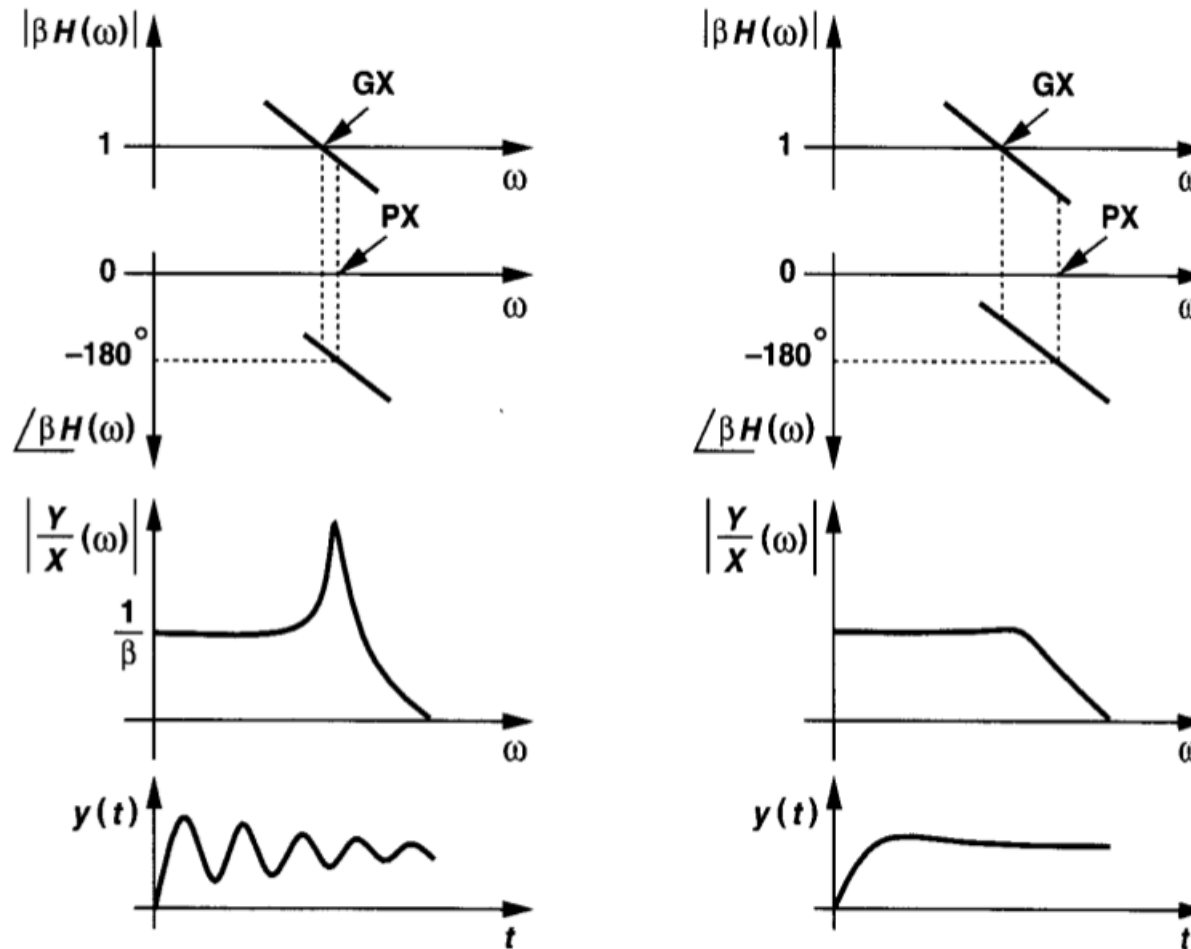 |βH(ω)|
GX
1
ω
PX
0
ω
−180°
∠βH(ω)
|Y/X (ω)|
1/β
ω
y(t)
t
|βH(ω)|
GX
1
ω
PX
0
ω
−180°
∠βH(ω)
|Y/X (ω)|
ω
y(t)
t